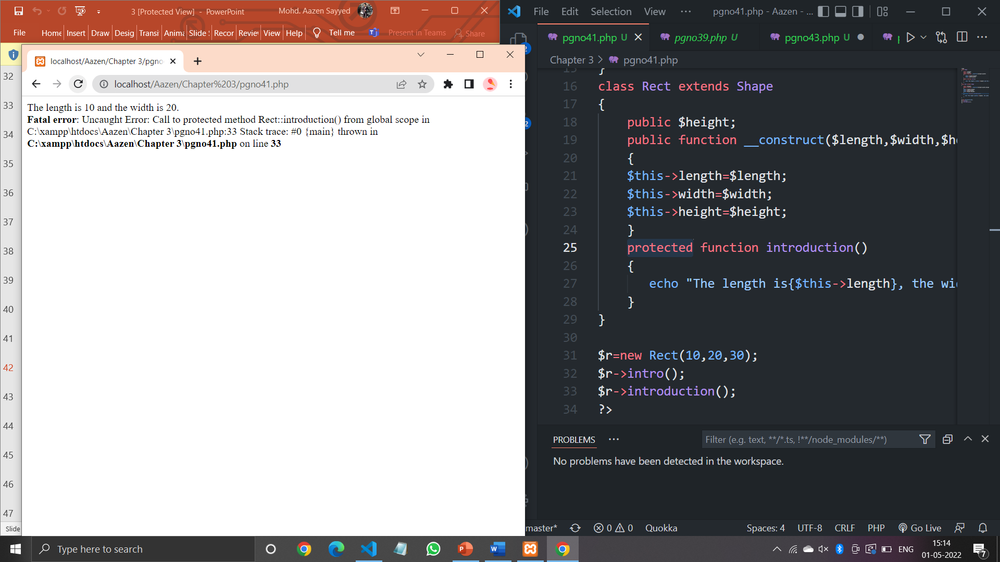 3 [Protected View] - PowerPoint
Mohd. Aazen Sayyed
File Home Insert Draw Desig Transi Anima Slide Recor Revie View Help Tell me Present in Teams Share
32
33
34
35
36
37
38
39
40
41
42
43
44
45
46
47
Slide
localhost/Aazen/Chapter 3/pgno
localhost/Aazen/Chapter%203/pgno41.php
The length is 10 and the width is 20.
Fatal error: Uncaught Error: Call to protected method Rect::introduction() from global scope in
C:\xampp\htdocs\Aazen\Chapter 3\pgno41.php:33 Stack trace: #0 {main} thrown in
C:\xampp\htdocs\Aazen\Chapter 3\pgno41.php on line 33
File Edit Selection View ··· pgno41.php - Aazen - ...
pgno41.php U pgno39.php U pgno43.php U
Chapter 3 > pgno41.php
15 }
16 class Rect extends Shape
17 {
18 public $height;
19 public function __construct($length,$width,$he
20 {
21 $this->length=$length;
22 $this->width=$width;
23 $this->height=$height;
24 }
25 protected function introduction()
26 {
27 echo "The length is{$this->length}, the wi
28 }
29 }
30
31 $r=new Rect(10,20,30);
32 $r->intro();
33 $r->introduction();
34 ?>
PROBLEMS ···
Filter (e.g. text, **/*.ts, !**/node_modules/**)
No problems have been detected in the workspace.
master* 0 0 Quokka Spaces: 4 UTF-8 CRLF PHP Go Live
Type here to search
ENG
15:14
01-05-2022
7